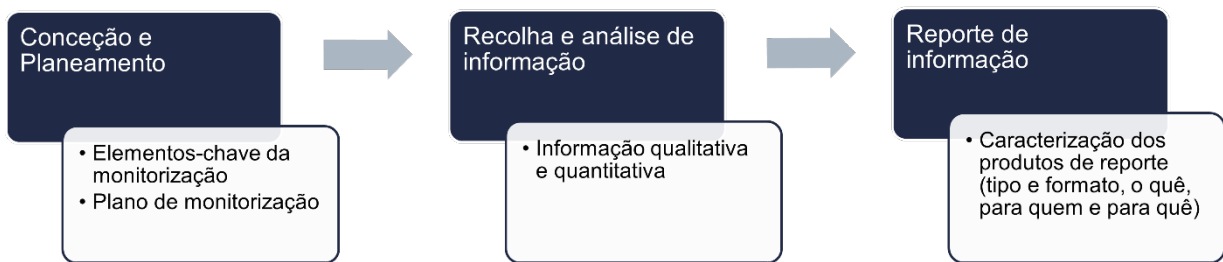 Conceção e
Planeamento
• Elementos-chave da
monitorização
• Plano de monitorização
Recolha e análise de
informação
• Informação qualitativa
e quantitativa
Reporte de
informação
• Caracterização dos
produtos de reporte
(tipo e formato, o quê,
para quem e para quê)